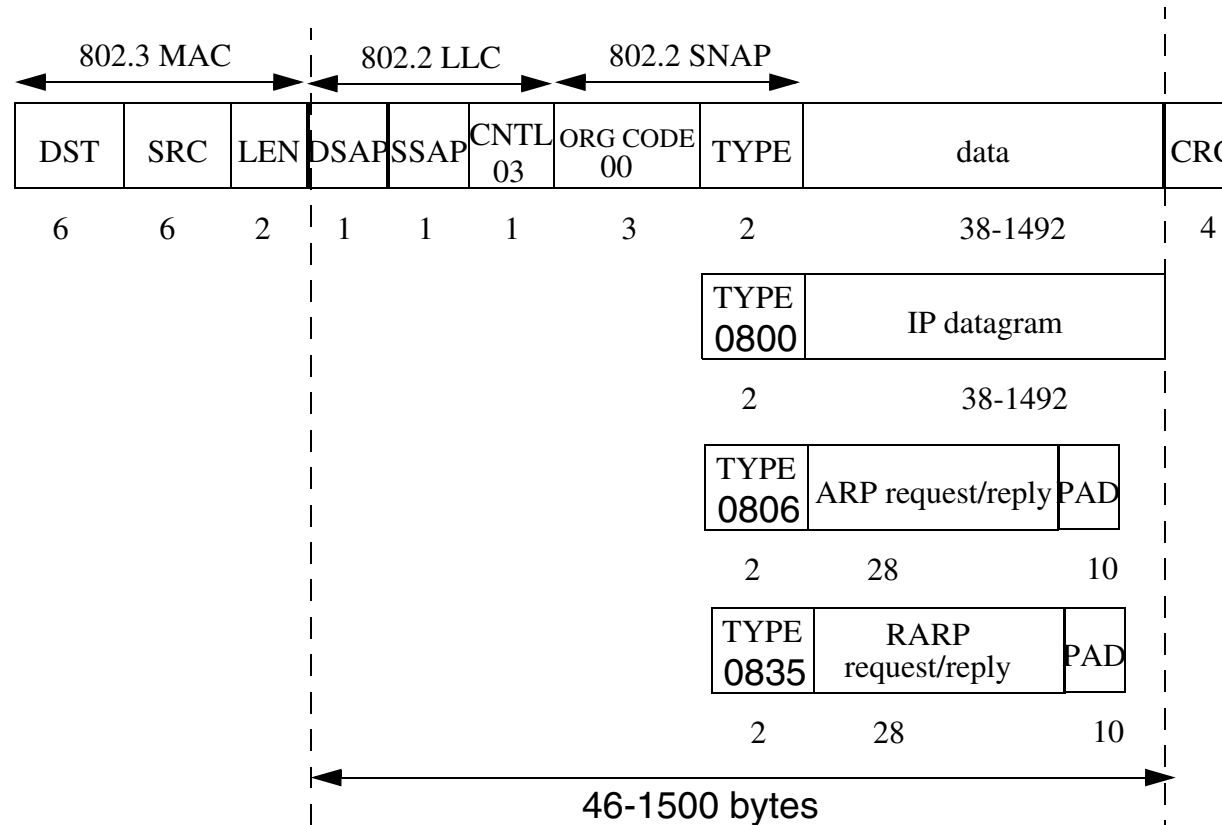 802.3 MAC 802.2 LLC 802.2 SNAP
DST SRC LEN DSAP SSAP CNTL 03 ORG CODE 00 TYPE data CRC
6 6 2 1 1 1 3 2 38-1492 4
TYPE 0800 IP datagram
2 38-1492
TYPE 0806 ARP request/reply PAD
2 28 10
TYPE 0835 RARP request/reply PAD
2 28 10
46-1500 bytes